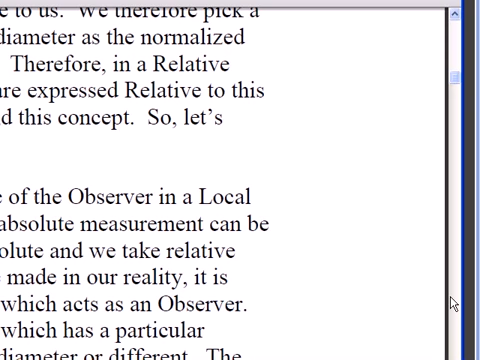 e to us.  We therefore pick a
diameter as the normalized
Therefore, in a Relative
are expressed Relative to this
d this concept.  So, let's
of the Observer in a Local
absolute measurement can be
olute and we take relative
made in our reality, it is
which acts as an Observer.
which has a particular
diameter or different.  The